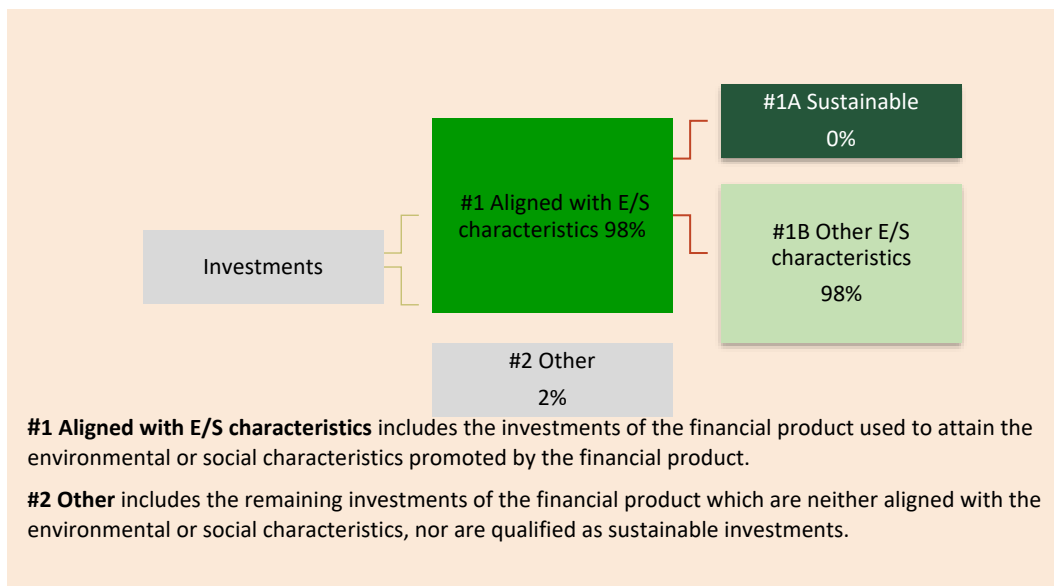 #1A Sustainable
0%
#1 Aligned with E/S
characteristics 98%
#1B Other E/S
characteristics
98%
Investments
#2 Other
2%
#1 Aligned with E/S characteristics includes the investments of the financial product used to attain the
environmental or social characteristics promoted by the financial product.
#2 Other includes the remaining investments of the financial product which are neither aligned with the
environmental or social characteristics, nor are qualified as sustainable investments.